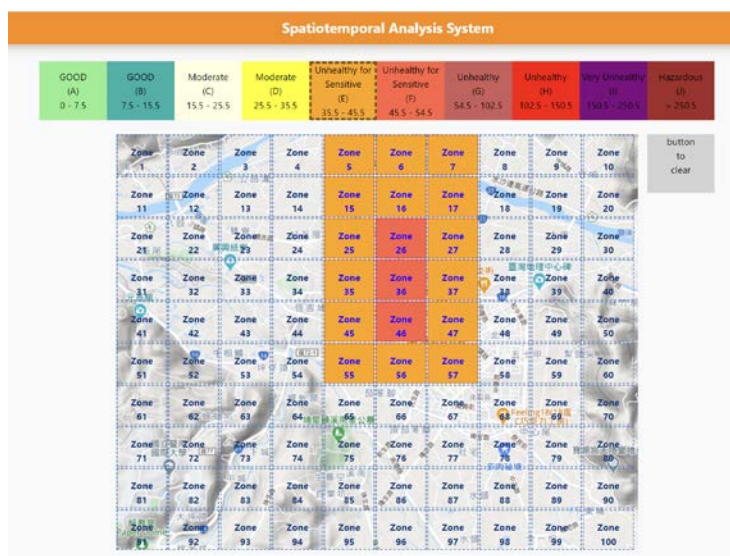 Spatiotemporal Analysis System
GOOD
(A)
0 - 7.5
GOOD
(B)
7.5 - 15.5
Moderate
(C)
15.5 - 25.5
Moderate
(D)
25.5 - 35.5
Unhealthy for
Sensitive
(E)
35.5 - 45.5
Unhealthy for
Sensitive
(F)
45.5 - 54.5
Unhealthy
(G)
54.5 - 102.5
Unhealthy
(H)
102.5 - 150.5
Very Unhealthy
(I)
150.5 - 250.5
Hazardous
(J)
> 250.5
button
to
clear
Zone Zone Zone Zone Zone Zone Zone Zone Zone Zone
1 2 3 4 5 6 7 8 9 10
Zone Zone Zone Zone Zone Zone Zone Zone Zone Zone
11 12 13 14 15 16 17 18 19 20
Zone Zone Zone Zone Zone Zone Zone Zone Zone Zone
21 22 23 24 25 26 27 28 29 30
Zone Zone Zone Zone Zone Zone Zone Zone Zone Zone
31 32 33 34 35 36 37 38 39 40
臺灣地理中心碑
Zone Zone Zone Zone Zone Zone Zone Zone Zone Zone
41 42 43 44 45 46 47 48 49 50
Zone Zone Zone Zone Zone Zone Zone Zone Zone Zone
51 52 53 54 55 56 57 58 59 60
Zone Zone Zone Zone Zone Zone Zone Zone Zone Zone
61 62 63 64 65 66 67 68 69 70
Zone Zone Zone Zone Zone Zone Zone Zone Zone Zone
71 72 73 74 75 76 77 78 79 80
Zone Zone Zone Zone Zone Zone Zone Zone Zone Zone
81 82 83 84 85 86 87 88 89 90
Zone Zone Zone Zone Zone Zone Zone Zone Zone Zone
91 92 93 94 95 96 97 98 99 100